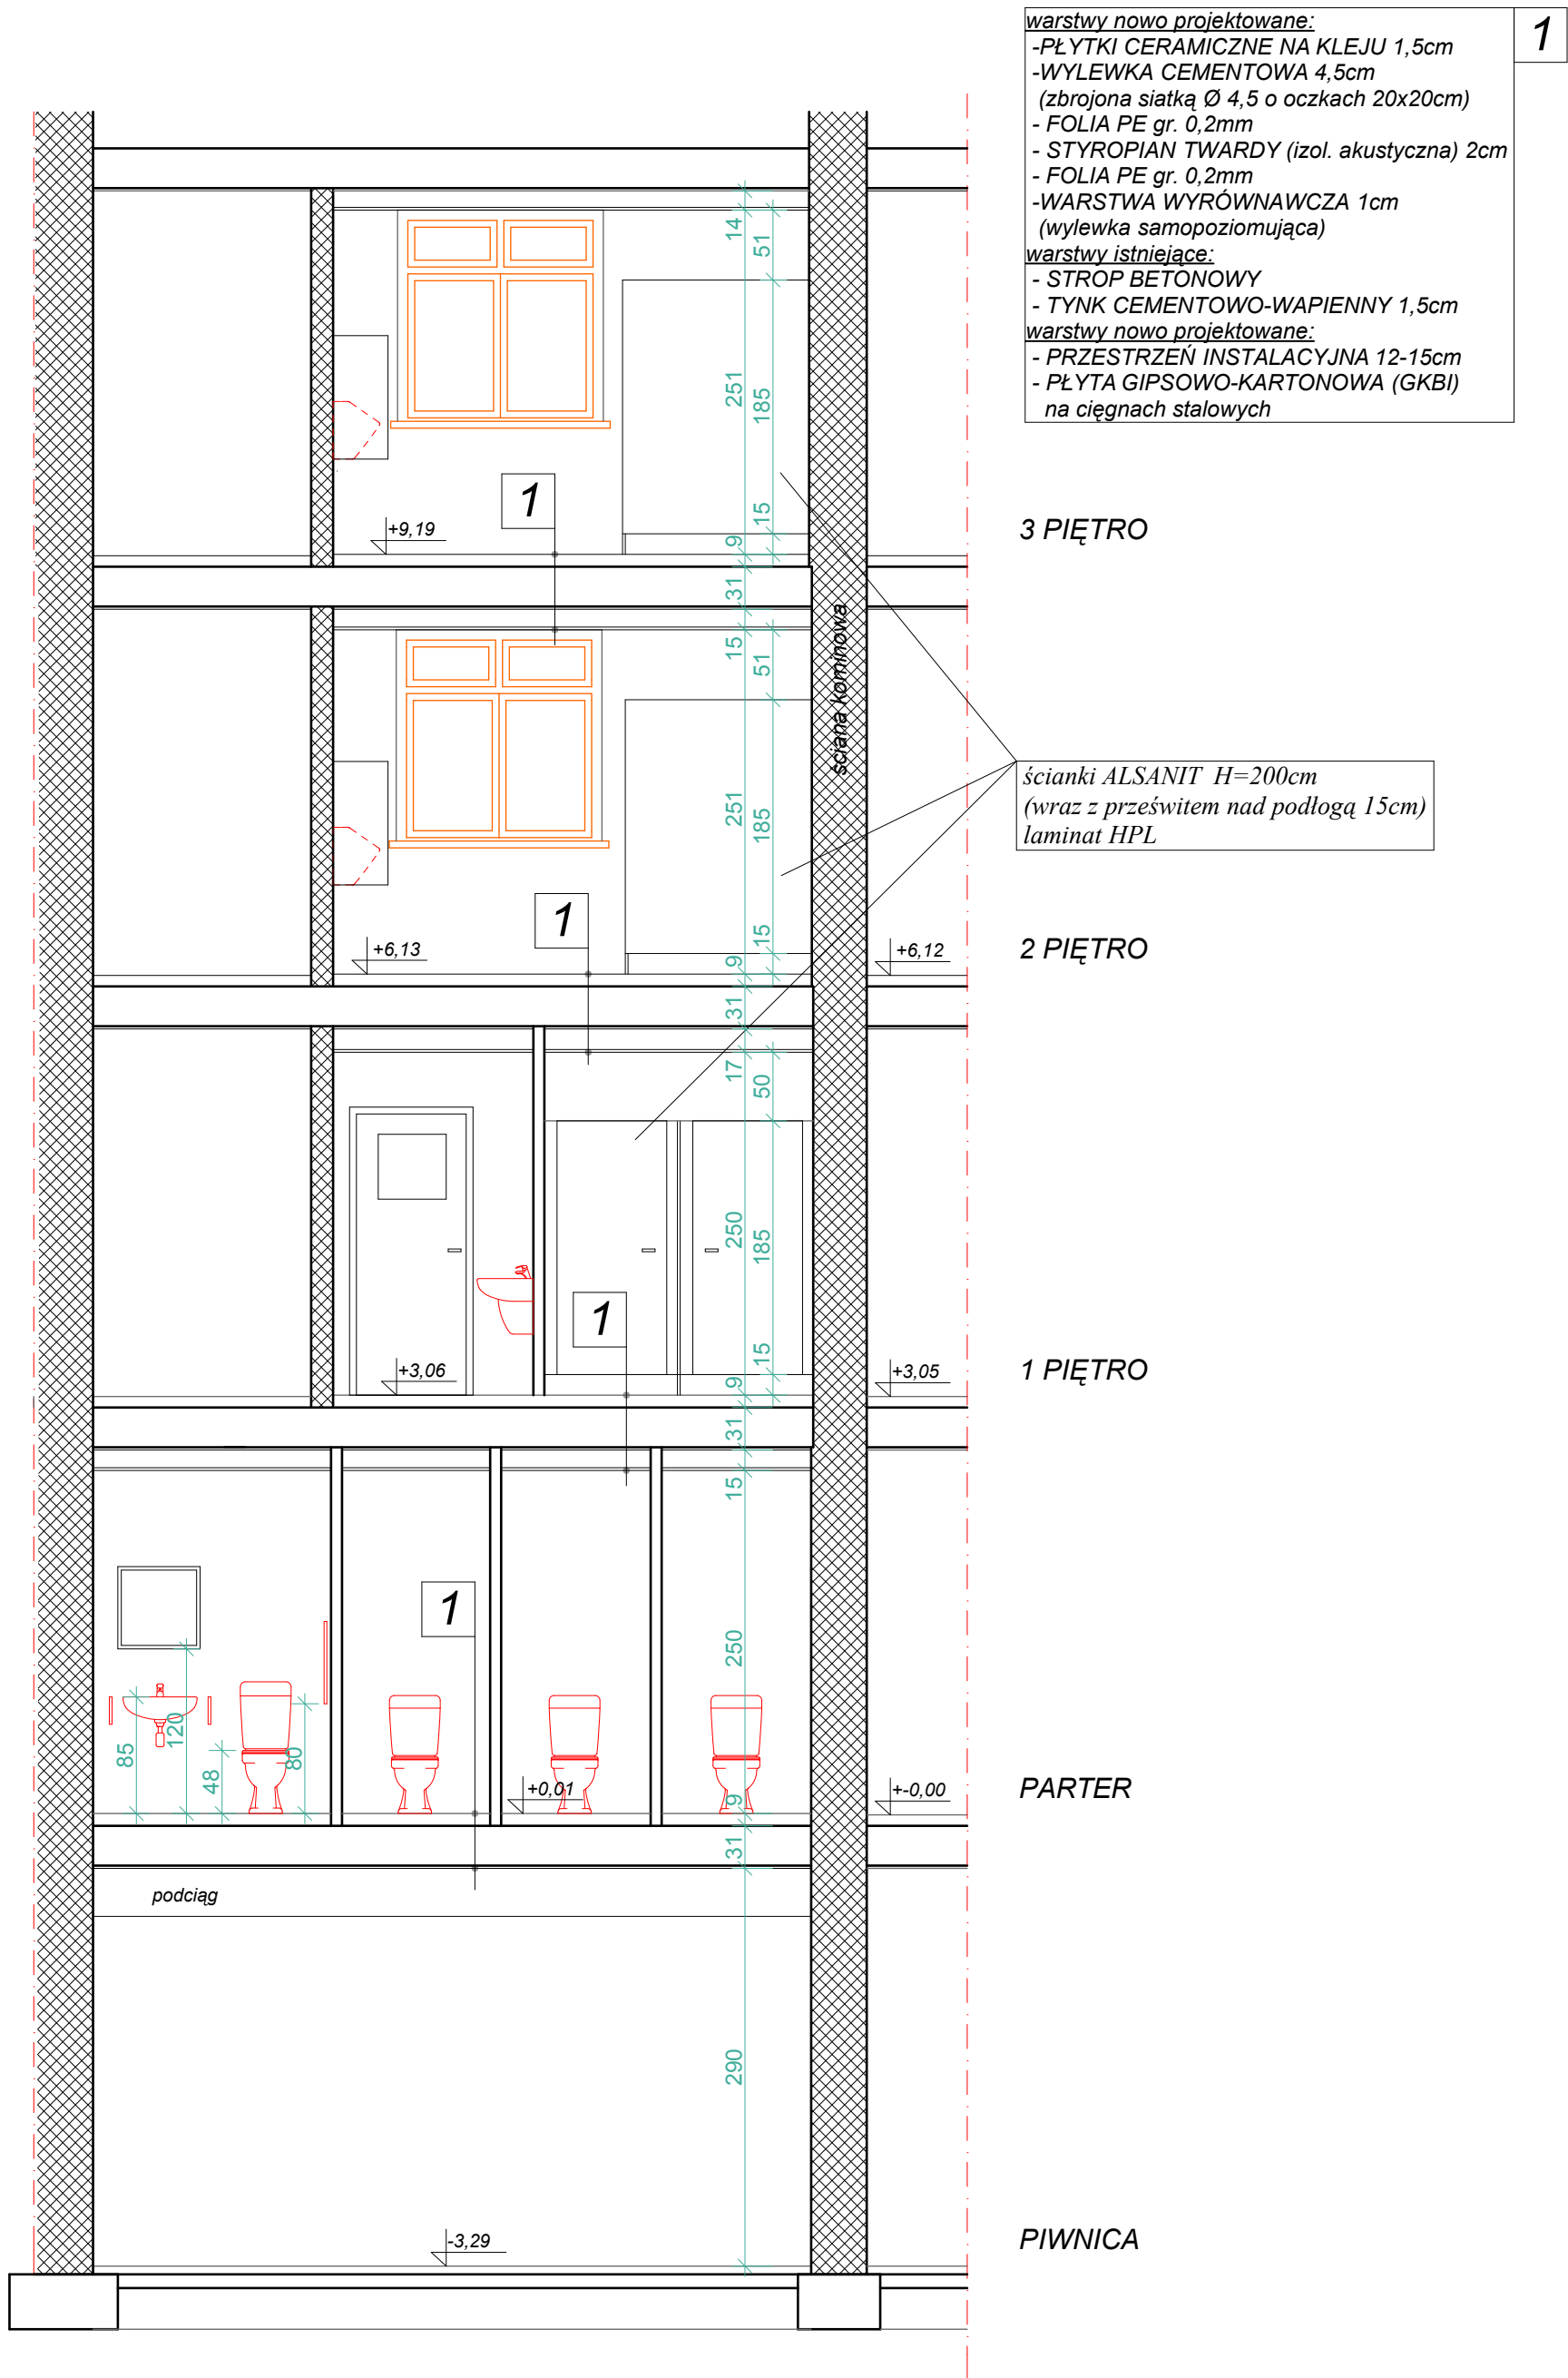 warstwy nowo projektowane:
1
-PŁYTKI CERAMICZNE NA KLEJU 1,5cm
-WYLEWKA CEMENTOWA 4,5cm
(zbrojona siatką Ø 4,5 o oczkach 20x20cm)
- FOLIA PE gr. 0,2mm
- STYROPIAN TWARDY (izol. akustyczna) 2cm
- FOLIA PE gr. 0,2mm
-WARSTWA WYRÓWNAWCZA 1cm
(wylewka samopoziomująca)
warstwy istniejące:
- STROP BETONOWY
- TYNK CEMENTOWO-WAPIENNY 1,5cm
warstwy nowo projektowane:
- PRZESTRZEŃ INSTALACYJNA 12-15cm
- PŁYTA GIPSOWO-KARTONOWA (GKBI)
na cięgnach stalowych
14
51
251
185
1
15
+9,19
9
3 PIĘTRO
31
ściana kominowa
15
51
ścianki ALSANIT H=200cm
(wraz z prześwitem nad podłogą 15cm)
laminat HPL
251
185
1
15
+6,13
9
+6,12
2 PIĘTRO
31
17
50
250
185
1
15
+3,06
9
+3,05
1 PIĘTRO
31
15
1
250
85
120
48
80
+0,01
9
+-0,00
PARTER
31
podciąg
290
-3,29
PIWNICA